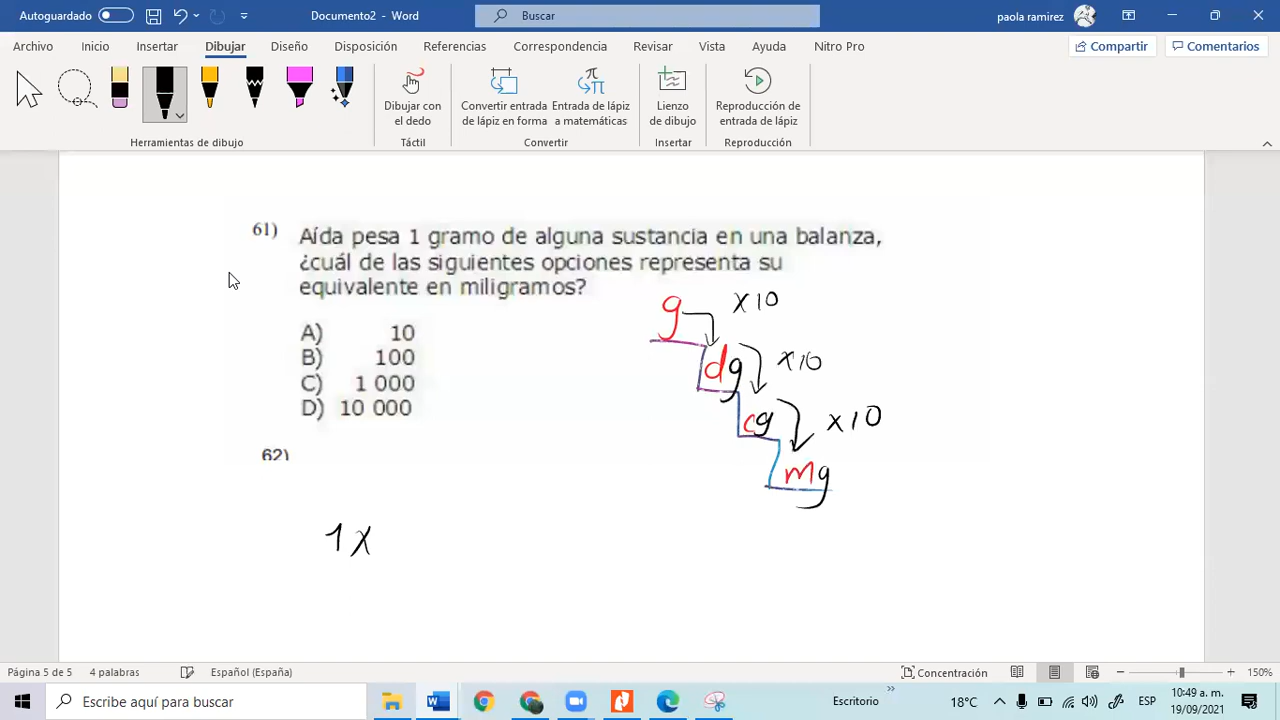 Autoguardado
Documento2 - Word
Buscar
paola ramirez
Archivo Inicio Insertar Dibujar Diseño Disposición Referencias Correspondencia Revisar Vista Ayuda Nitro Pro
Compartir Comentarios
Dibujar con el dedo
Convertir entrada de lápiz en forma
Entrada de lápiz a matemáticas
Lienzo de dibujo
Reproducción de entrada de lápiz
Herramientas de dibujo Táctil Convertir Insertar Reproducción
61) Aída pesa 1 gramo de alguna sustancia en una balanza,
¿cuál de las siguientes opciones representa su
equivalente en miligramos?
A) 10
B) 100
C) 1 000
D) 10 000
62)
g x10
dg x10
cg x10
mg
1x
Página 5 de 5 4 palabras Español (España) Concentración 150%
Escribe aquí para buscar Escritorio 18°C ESP 10:49 a. m.
19/09/2021